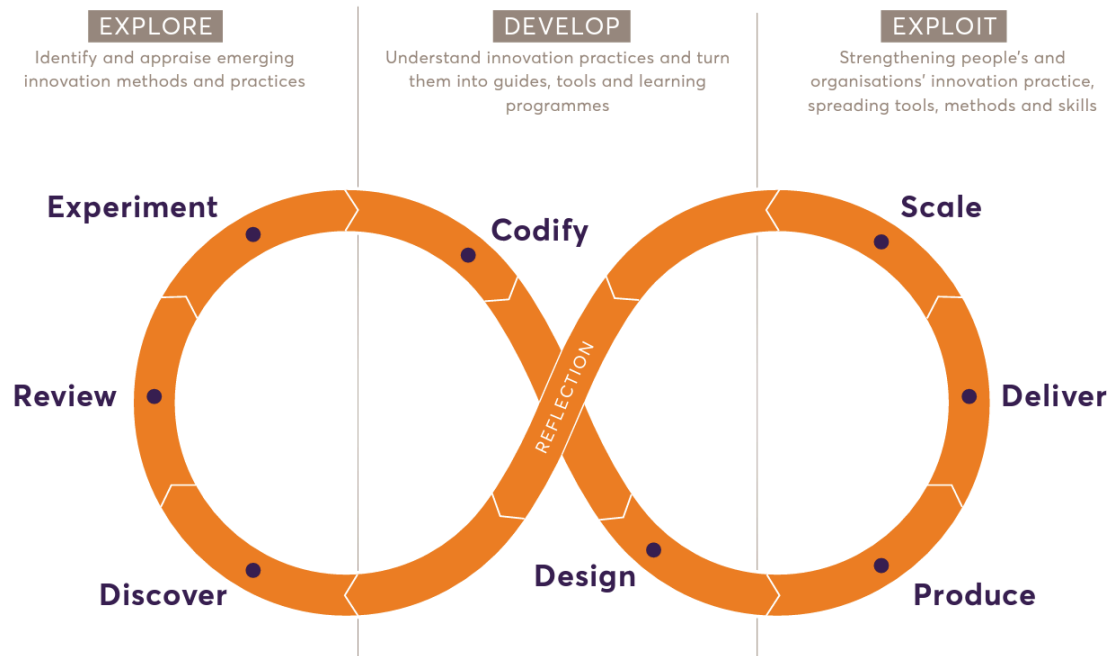 EXPLORE
Identify and appraise emerging
innovation methods and practices
DEVELOP
Understand innovation practices and turn
them into guides, tools and learning
programmes
EXPLOIT
Strengthening people's and
organisations' innovation practice,
spreading tools, methods and skills
Experiment
Codify
Scale
REFLECTION
Review
Deliver
Discover
Design
Produce